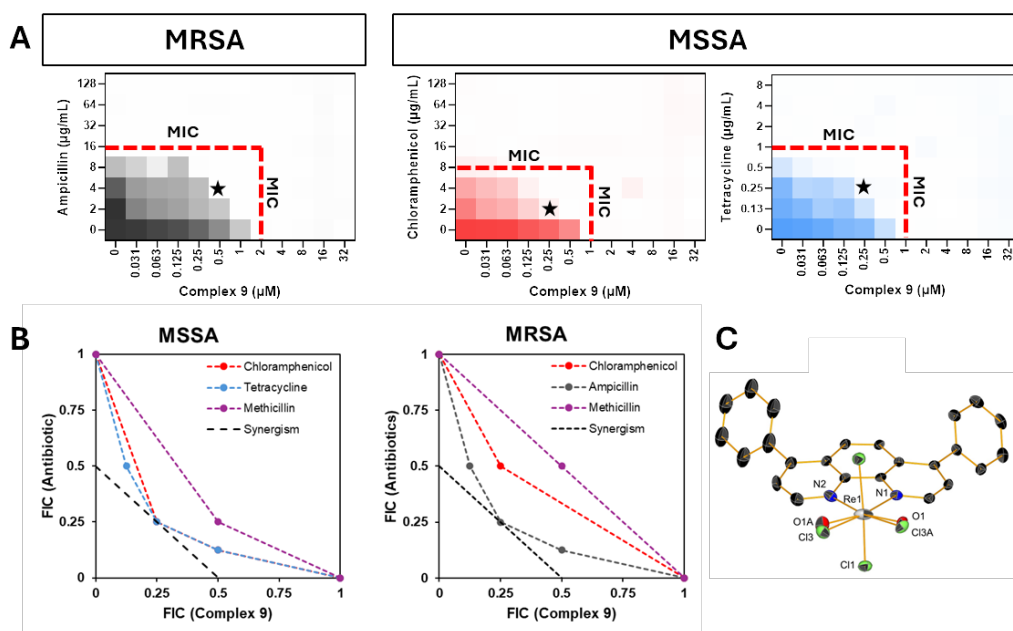 A
MRSA
MSSA
Ampicillin (µg/mL)
128
64
32
16
8
4
2
0
MIC
MIC
0
0.031
0.063
0.125
0.25
0.5
1
2
4
8
16
32
Complex 9 (µM)
Chloramphenicol (µg/mL)
128
64
32
16
8
4
2
0
MIC
MIC
0
0.031
0.063
0.125
0.25
0.5
1
2
4
8
16
32
Complex 9 (µM)
Tetracycline (µg/mL)
8
4
2
1
0.5
0.25
0.13
0
MIC
MIC
0
0.031
0.063
0.125
0.25
0.5
1
2
4
8
16
32
Complex 9 (µM)
B
MSSA
FIC (Antibiotic)
1
0.75
0.5
0.25
0
Chloramphenicol
Tetracycline
Methicillin
Synergism
0
0.25
0.5
0.75
1
FIC (Complex 9)
MRSA
FIC (Antibiotics)
1
0.75
0.5
0.25
0
Chloramphenicol
Ampicillin
Methicillin
Synergism
0
0.25
0.5
0.75
1
FIC (Complex 9)
C
N2
N1
Re1
O1A
O1
Cl3
Cl3A
Cl1